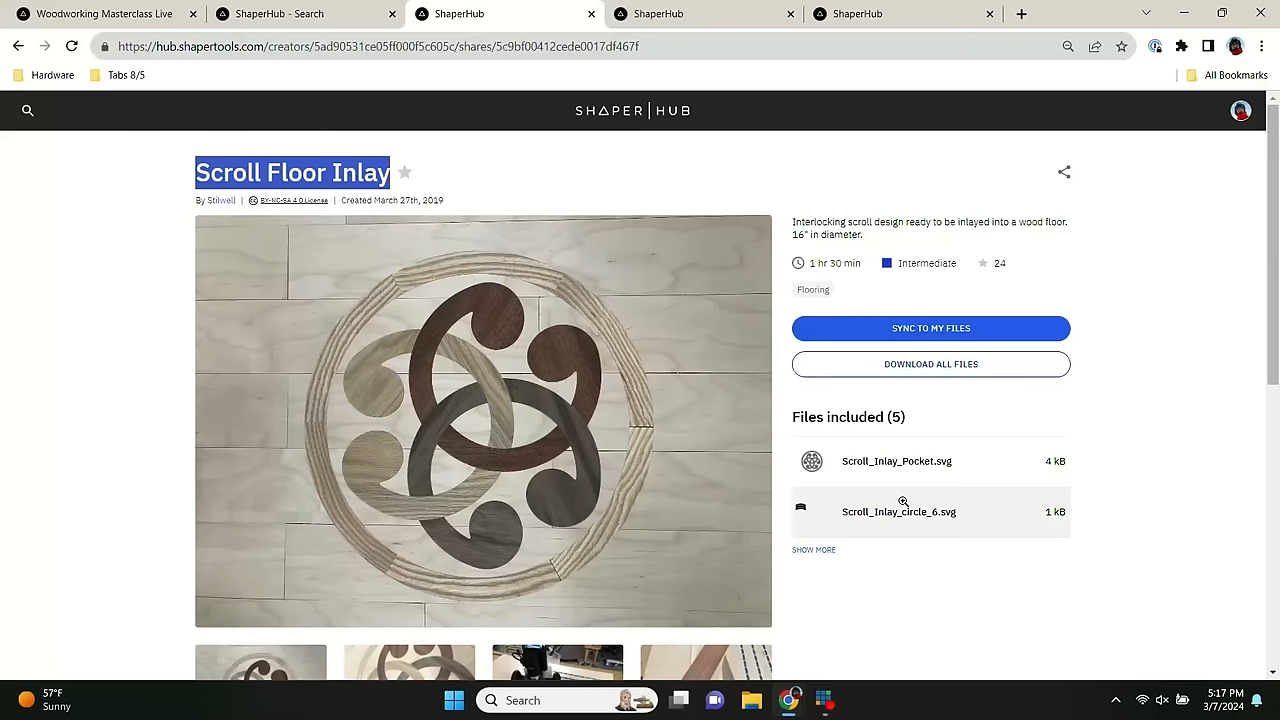 Woodworking Masterclass Live
ShaperHub - Search
ShaperHub
ShaperHub
ShaperHub
https://hub.shapertools.com/creators/5ad90531ce05ff000f5c605c/shares/5c9bf00412cede0017df467f
Hardware
Tabs 8/5
All Bookmarks
SHAPER|HUB
Scroll Floor Inlay
By Stilwell | BY-NC-SA 4.0 License | Created March 27th, 2019
Interlocking scroll design ready to be inlayed into a wood floor.
16" in diameter.
1 hr 30 min Intermediate 24
Flooring
SYNC TO MY FILES
DOWNLOAD ALL FILES
Files included (5)
Scroll_Inlay_Pocket.svg 4 kB
Scroll_Inlay_circle_6.svg 1 kB
SHOW MORE
57°F
Sunny
Search
5:17 PM
3/7/2024